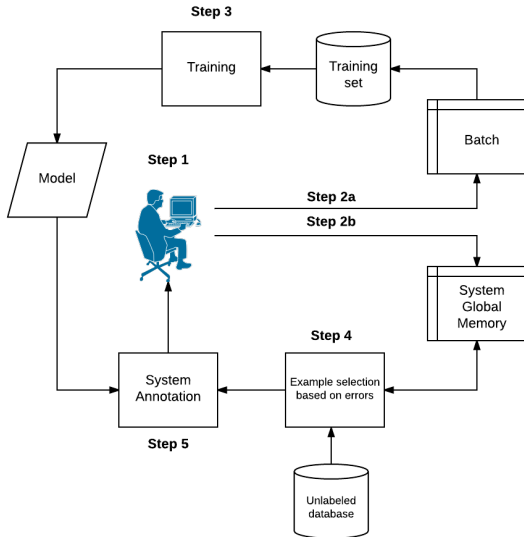 Step 3
Training
Training
set
Batch
Model
Step 1
Step 2a
Step 2b
System
Global
Memory
Step 4
System
Annotation
Example selection
based on errors
Step 5
Unlabeled
database